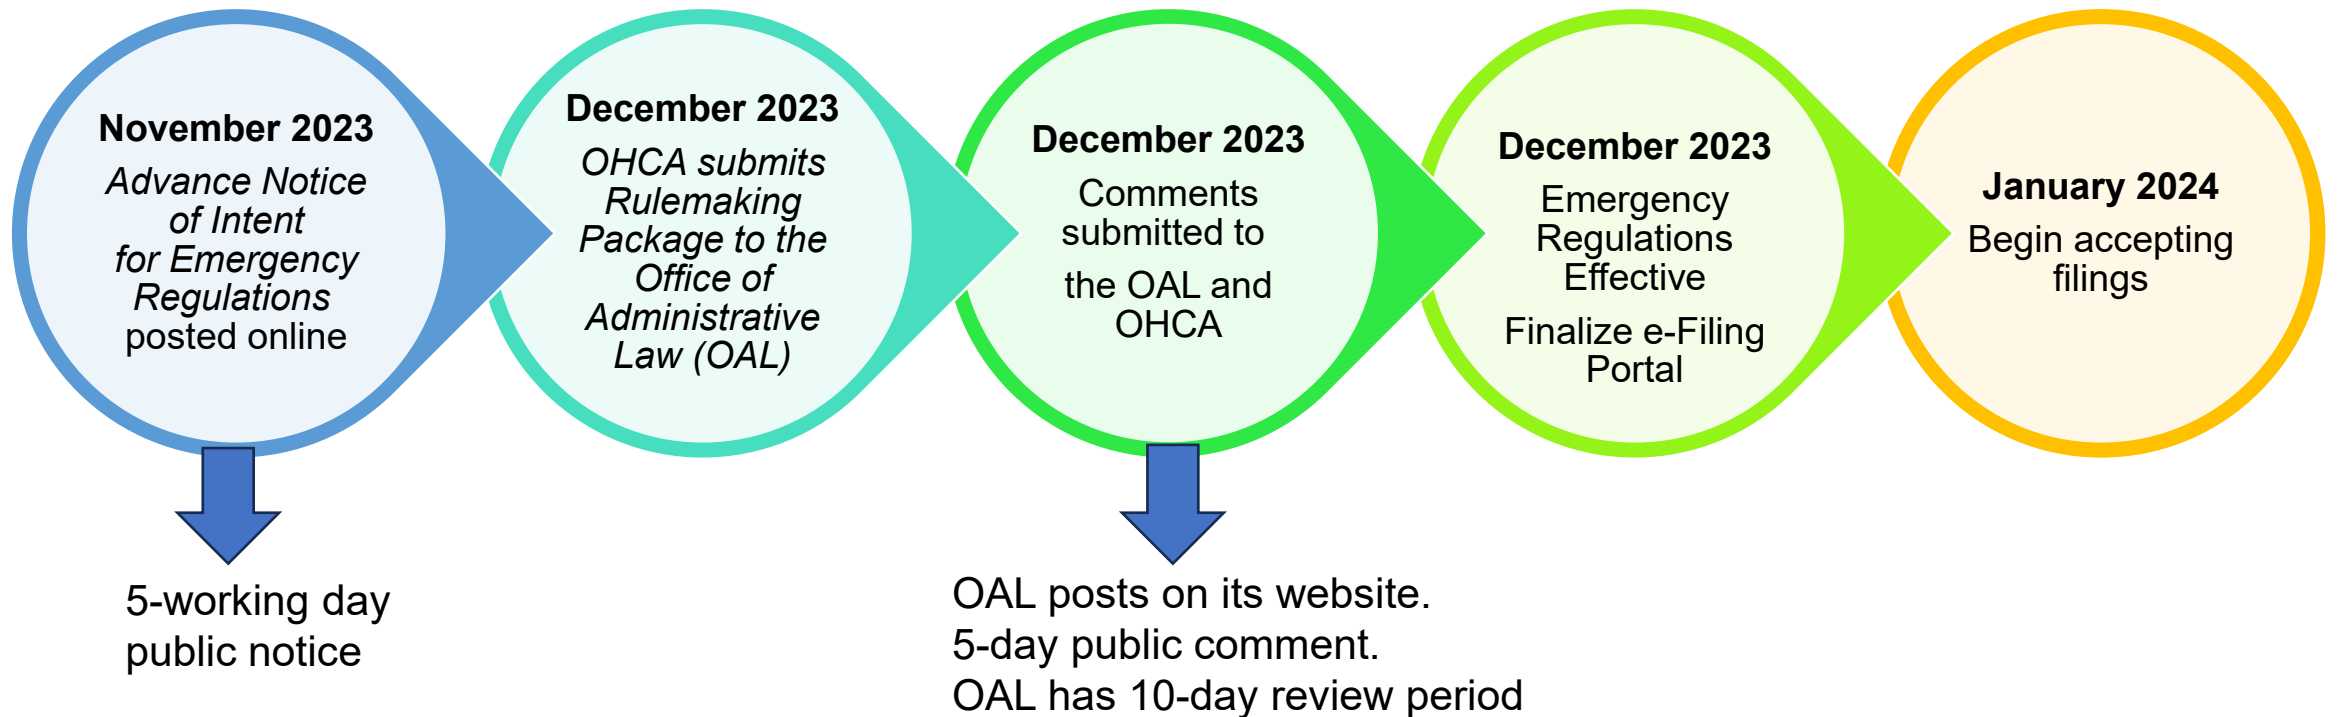 November 2023
Advance Notice
of Intent
for Emergency
Regulations
posted online
December 2023
OHCA submits
Rulemaking
Package to the
Office of
Administrative
Law (OAL)
December 2023
Comments
submitted to
the OAL and
OHCA
December 2023
Emergency
Regulations
Effective
Finalize e-Filing
Portal
January 2024
Begin accepting
filings
5-working day
public notice
OAL posts on its website.
5-day public comment.
OAL has 10-day review period